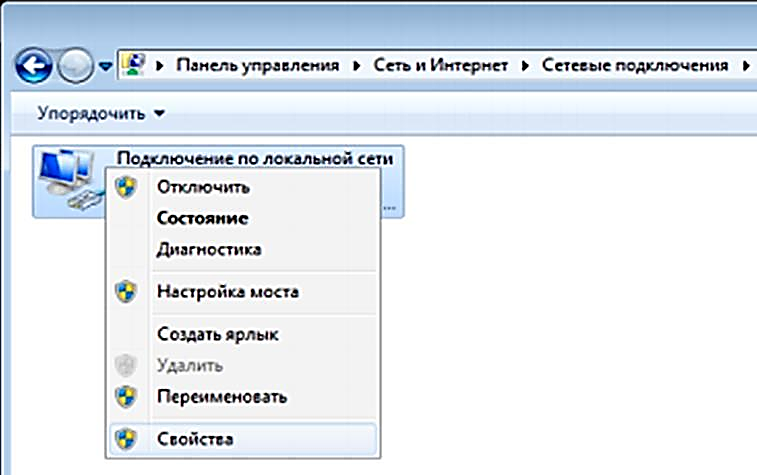 Панель управления Сеть и Интернет Сетевые подключения
Упорядочить
Подключение по локальной сети
...
Отключить
Состояние
Диагностика
Настройка моста
Создать ярлык
Удалить
Переименовать
Свойства